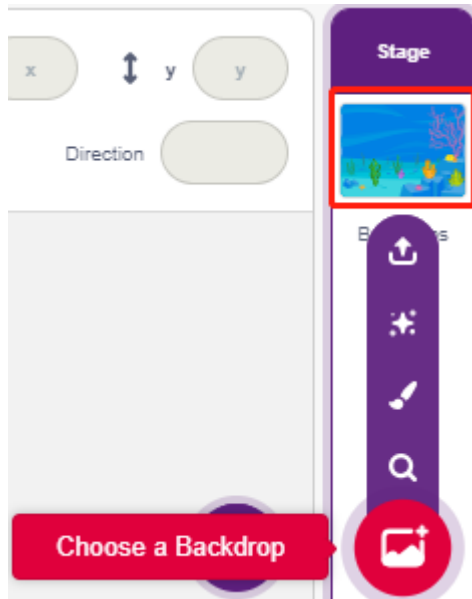 Stage
x
y
y
Direction
Choose a Backdrop